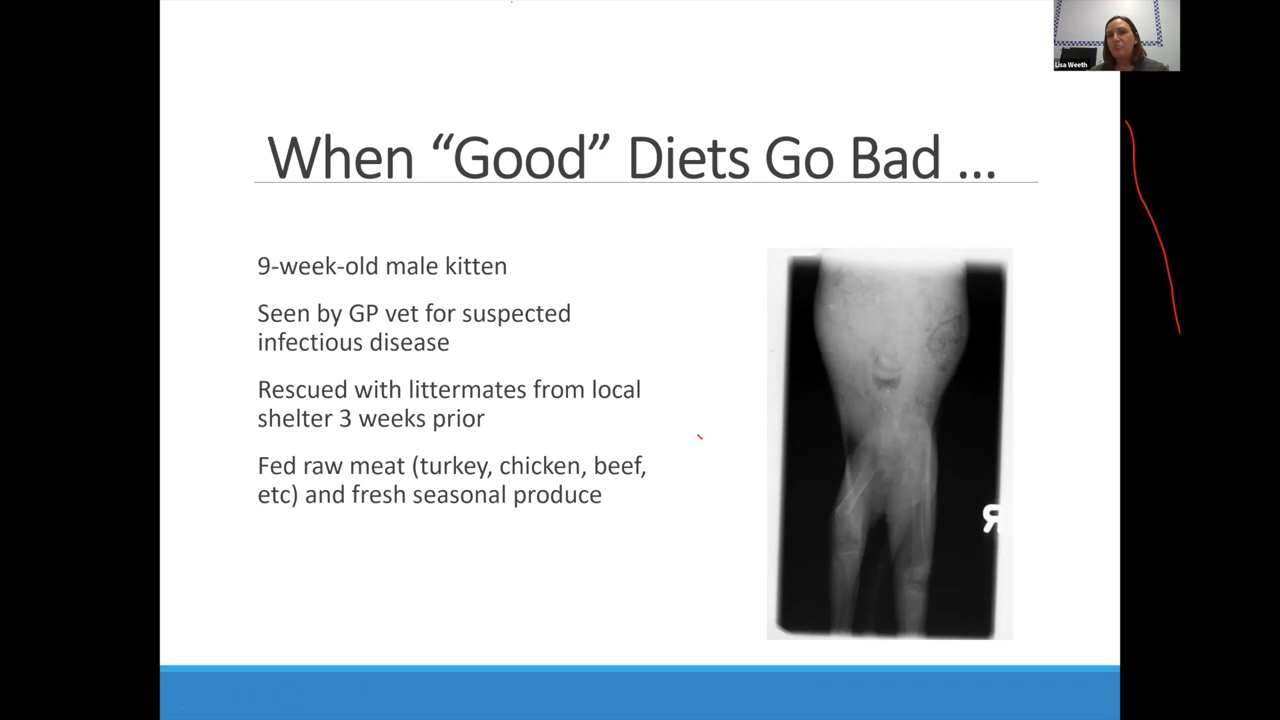 Lisa Weeth
When “Good” Diets Go Bad ...
9-week-old male kitten
Seen by GP vet for suspected
infectious disease
Rescued with littermates from local
shelter 3 weeks prior
Fed raw meat (turkey, chicken, beef,
etc) and fresh seasonal produce
R